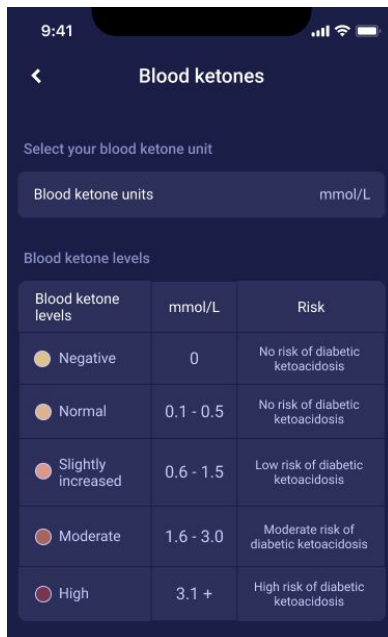 9:41
Blood ketones
Select your blood ketone unit
Blood ketone units mmol/L
Blood ketone levels
Blood ketone
levels
mmol/L
Risk
Negative
0
No risk of diabetic
ketoacidosis
Normal
0.1 - 0.5
No risk of diabetic
ketoacidosis
Slightly
increased
0.6 - 1.5
Low risk of diabetic
ketoacidosis
Moderate
1.6 - 3.0
Moderate risk of
diabetic ketoacidosis
High
3.1 +
High risk of diabetic
ketoacidosis